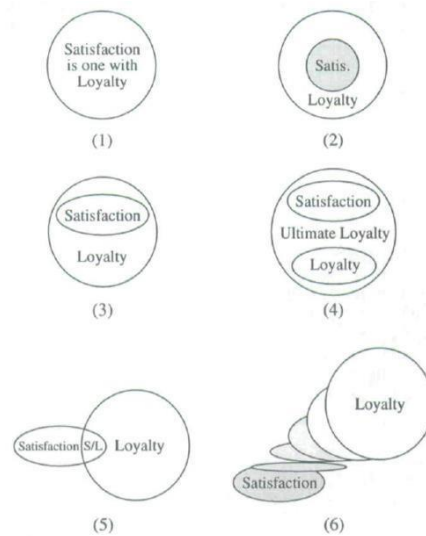 Satisfaction
is one with
Loyalty
(1)
Satis.
Loyalty
(2)
Satisfaction
Loyalty
(3)
Satisfaction
Ultimate Loyalty
Loyalty
(4)
Satisfaction
S/L
Loyalty
(5)
Loyalty
Satisfaction
(6)